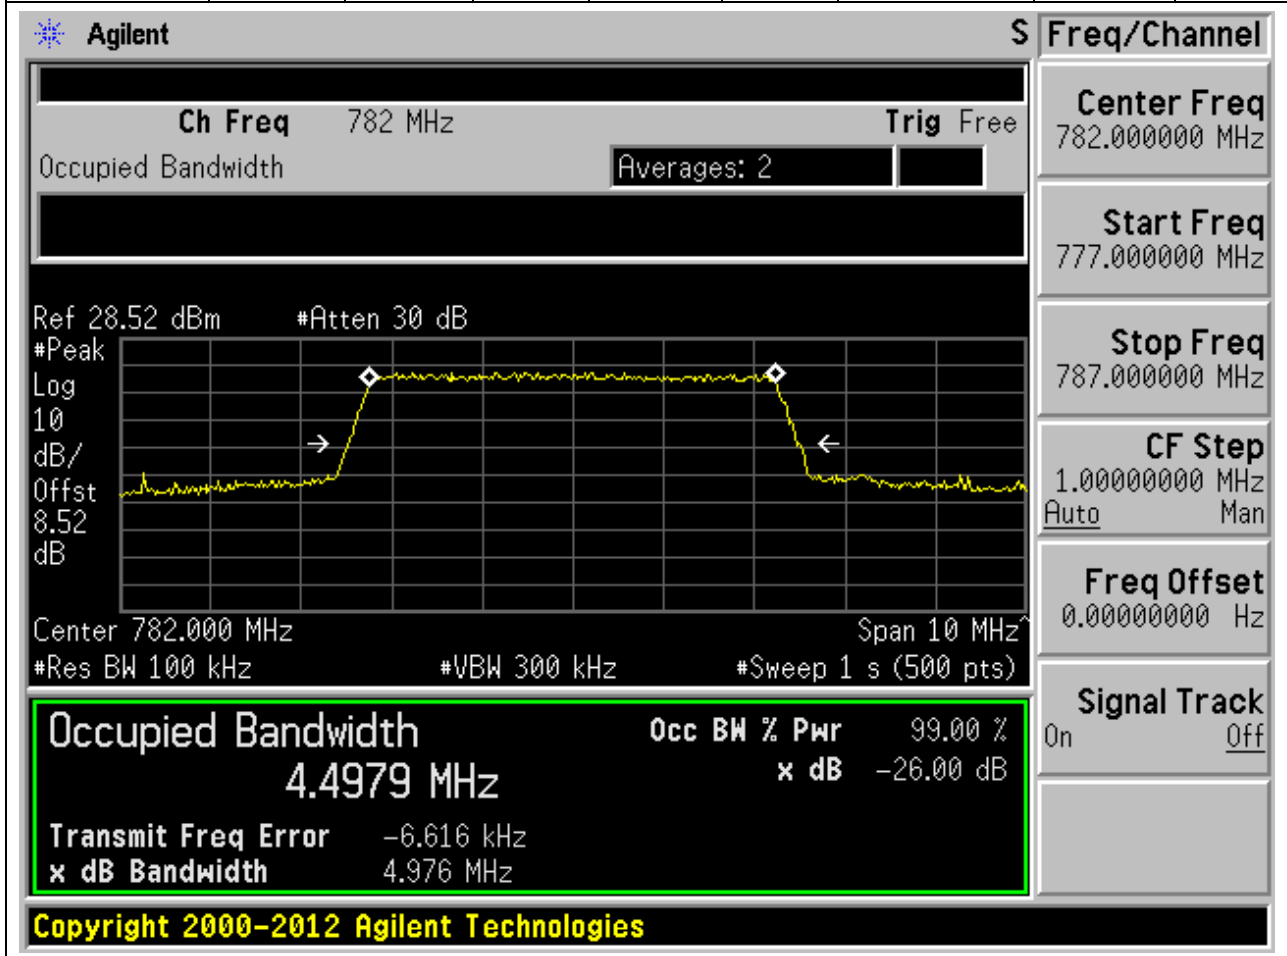 Agilent S Freq/Channel
Ch Freq 782 MHz Trig Free
Occupied Bandwidth Averages: 2
Center Freq
782.000000 MHz
Start Freq
777.000000 MHz
Ref 28.52 dBm #Atten 30 dB
#Peak
Log
10
dB/
Offst
8.52
dB
Stop Freq
787.000000 MHz
CF Step
1.00000000 MHz
Auto Man
Freq Offset
0.00000000 Hz
Center 782.000 MHz Span 10 MHz^
#Res BW 100 kHz #VBW 300 kHz #Sweep 1 s (500 pts)
Signal Track
On Off
Occupied Bandwidth
4.4979 MHz
Occ BW % Pwr 99.00 %
x dB -26.00 dB
Transmit Freq Error -6.616 kHz
x dB Bandwidth 4.976 MHz
Copyright 2000-2012 Agilent Technologies